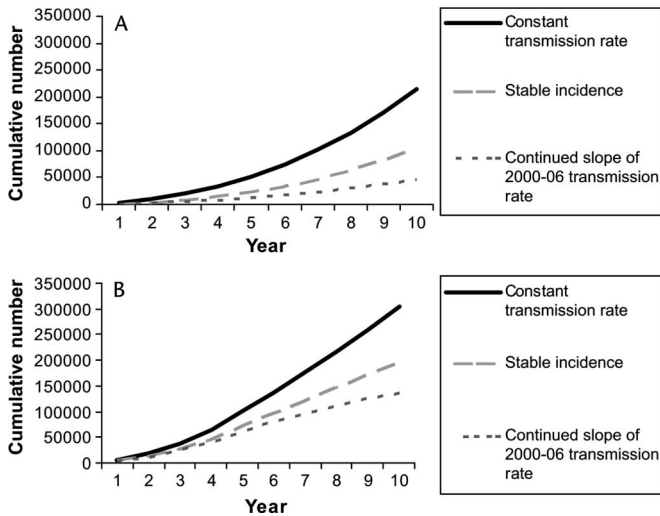 A
Cumulative number
350000
300000
250000
200000
150000
100000
50000
0
1 2 3 4 5 6 7 8 9 10
Year
Constant
transmission rate
Stable incidence
Continued slope of
2000-06 transmission
rate
B
Cumulative number
350000
300000
250000
200000
150000
100000
50000
0
1 2 3 4 5 6 7 8 9 10
Year
Constant
transmission rate
Stable incidence
Continued slope of
2000-06 transmission
rate